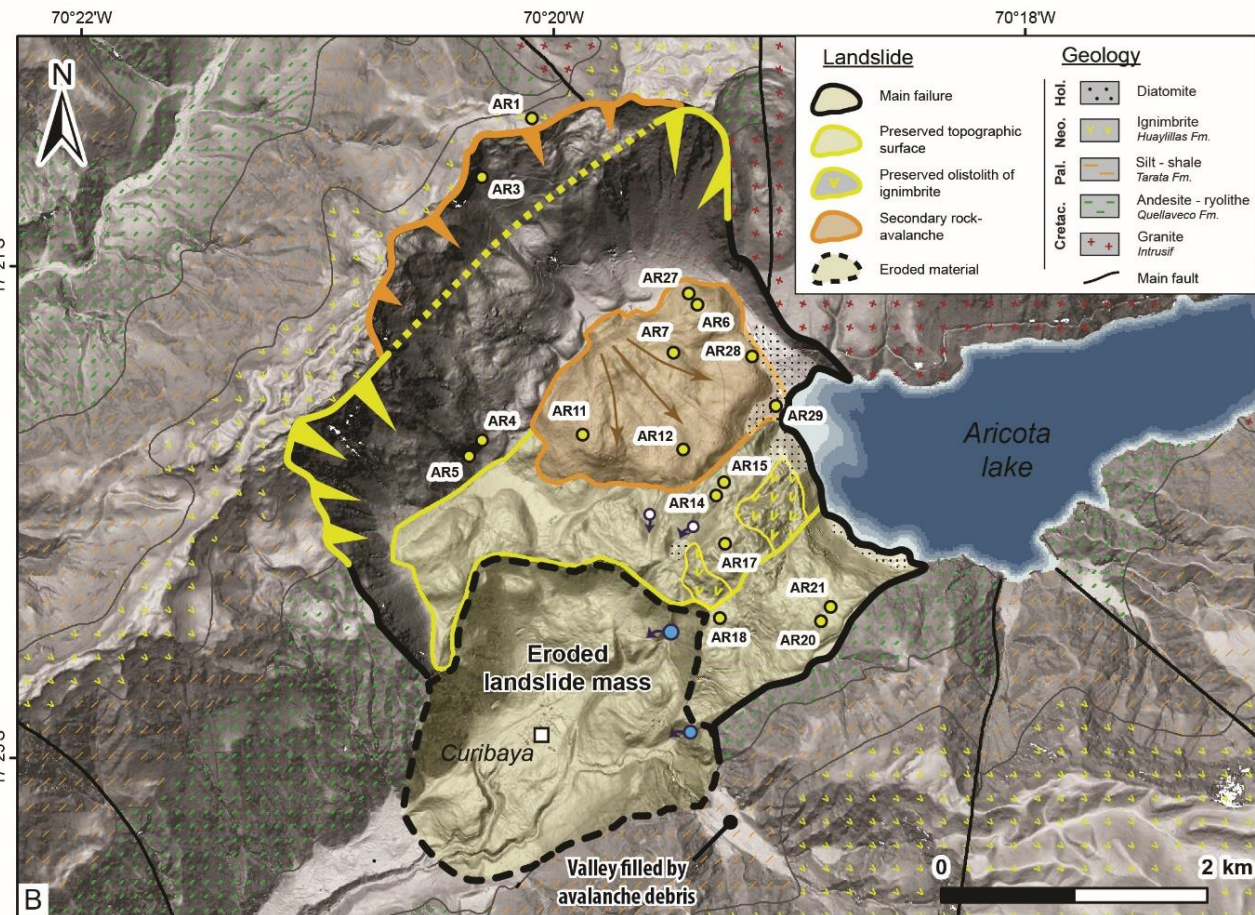 70°22'W
70°20'W
70°18'W
N
Landslide
Main failure
Preserved topographic
surface
Preserved olistolith of
ignimbrite
Secondary rock-
avalanche
Eroded material
Geology
Hol.
Diatomite
Neo.
Ignimbrite
Huaylillas Fm.
Pal.
Silt - shale
Tarata Fm.
Cretac.
Andesite - ryolithe
Quellaveco Fm.
Granite
Intrusif
Main fault
AR1
AR3
AR27
AR6
AR7
AR28
AR29
AR4
AR11
AR12
AR5
AR15
AR14
AR17
AR21
AR18
AR20
Aricota
lake
Eroded
landslide mass
Curibaya
Valley filled by
avalanche debris
0
2 km
B